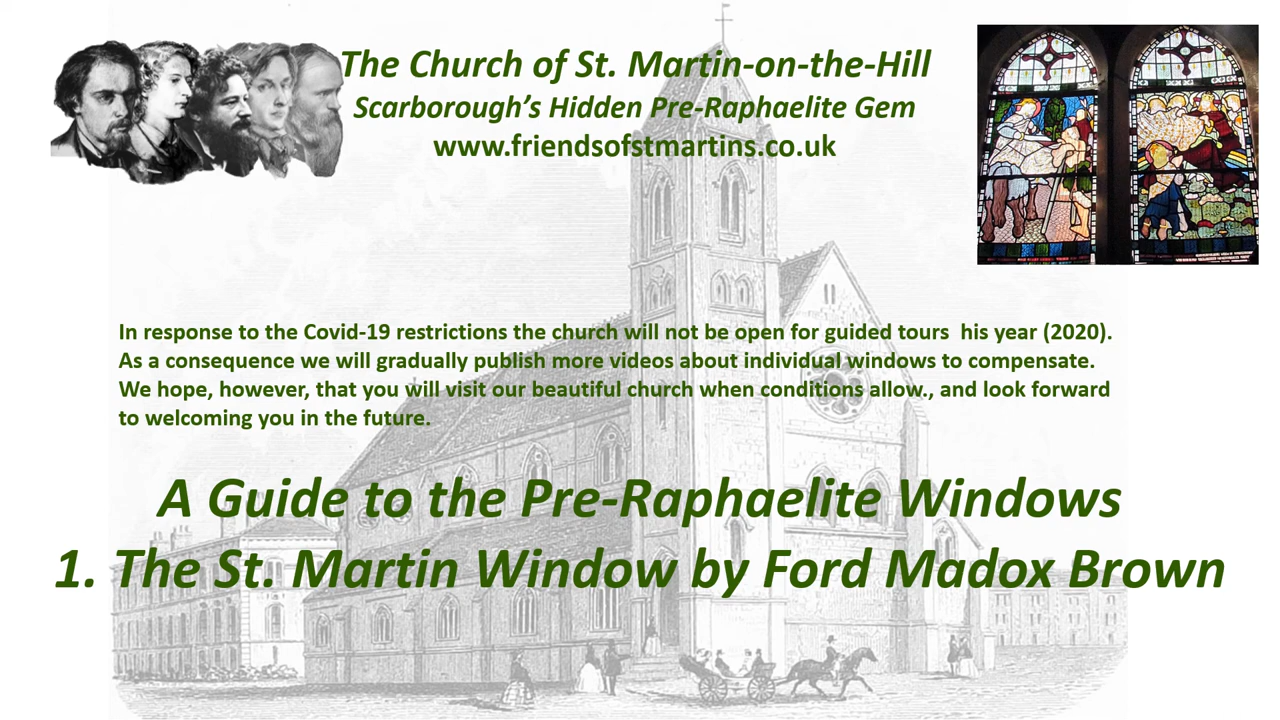 The Church of St. Martin-on-the-Hill
Scarborough's Hidden Pre-Raphaelite Gem
www.friendsofstmartins.co.uk
In response to the Covid-19 restrictions the church will not be open for guided tours  his year (2020).
As a consequence we will gradually publish more videos about individual windows to compensate.
We hope, however, that you will visit our beautiful church when conditions allow., and look forward
to welcoming you in the future.
A Guide to the Pre-Raphaelite Windows
1. The St. Martin Window by Ford Madox Brown